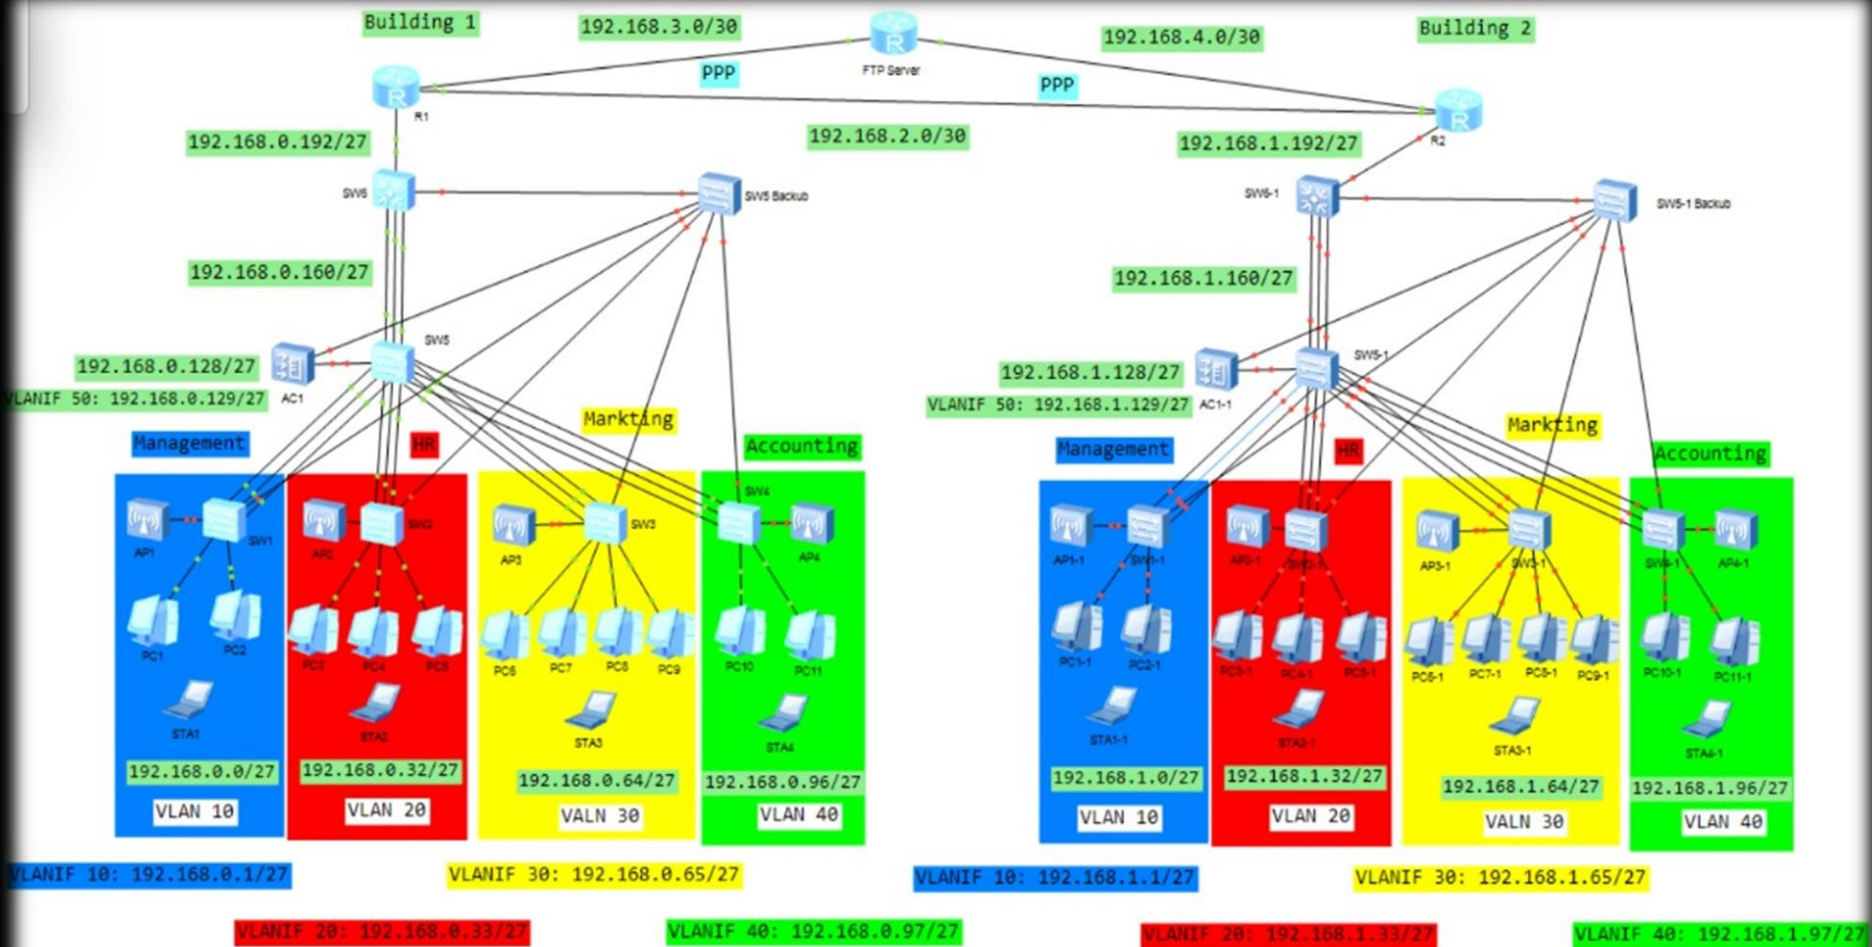 Building 1
192.168.3.0/30
FTP Server
192.168.4.0/30
Building 2
PPP
PPP
R1
192.168.2.0/30
R2
192.168.0.192/27
192.168.1.192/27
SW6
SW5 Backub
SW6-1
SW5-1 Backub
192.168.0.160/27
192.168.1.160/27
SW5
SW5-1
192.168.0.128/27
AC1
192.168.1.128/27
AC1-1
VLANIF 50: 192.168.0.129/27
VLANIF 50: 192.168.1.129/27
Management
HR
Markting
Accounting
Management
HR
Markting
Accounting
AP1
SW1
AP2
SW2
AP3
SW3
SW4
AP4
AP1-1
SW1-1
AP2-1
SW2-1
AP3-1
SW3-1
SW4-1
AP4-1
PC1
PC2
PC3
PC4
PC5
PC6
PC7
PC8
PC9
PC10
PC11
PC1-1
PC2-1
PC3-1
PC4-1
PC5-1
PC6-1
PC7-1
PC8-1
PC9-1
PC10-1
PC11-1
STA1
STA2
STA3
STA4
STA1-1
STA2-1
STA3-1
STA4-1
192.168.0.0/27
192.168.0.32/27
192.168.0.64/27
192.168.0.96/27
192.168.1.0/27
192.168.1.32/27
192.168.1.64/27
192.168.1.96/27
VLAN 10
VLAN 20
VALN 30
VLAN 40
VLAN 10
VLAN 20
VALN 30
VLAN 40
VLANIF 10: 192.168.0.1/27
VLANIF 30: 192.168.0.65/27
VLANIF 10: 192.168.1.1/27
VLANIF 30: 192.168.1.65/27
VLANIF 20: 192.168.0.33/27
VLANIF 40: 192.168.0.97/27
VLANIF 20: 192.168.1.33/27
VLANIF 40: 192.168.1.97/27